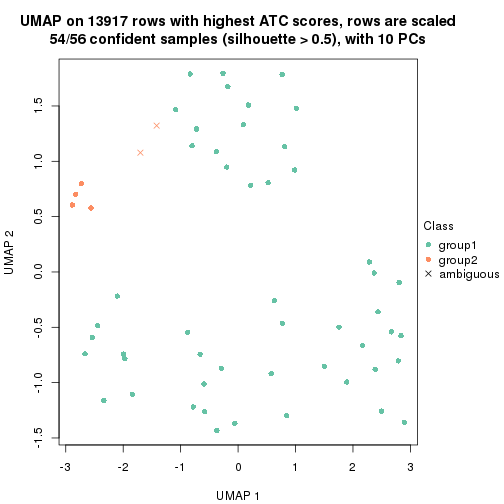 UMAP on 13917 rows with highest ATC scores, rows are scaled
54/56 confident samples (silhouette > 0.5), with 10 PCs
1.5
1.0
0.5
0.0
-0.5
-1.0
-1.5
UMAP 2
-3 -2 -1 0 1 2 3
UMAP 1
Class
group1
group2
ambiguous